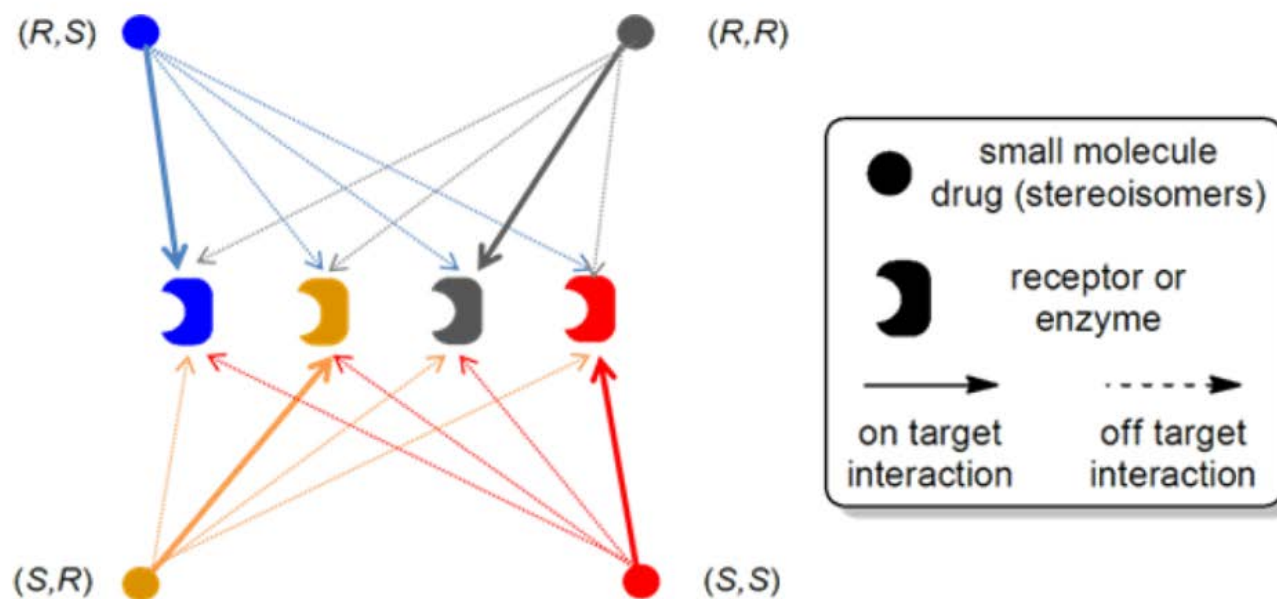 (R,S)
(R,R)
small molecule
drug (stereoisomers)
receptor or
enzyme
on target
interaction
off target
interaction
(S,R)
(S,S)